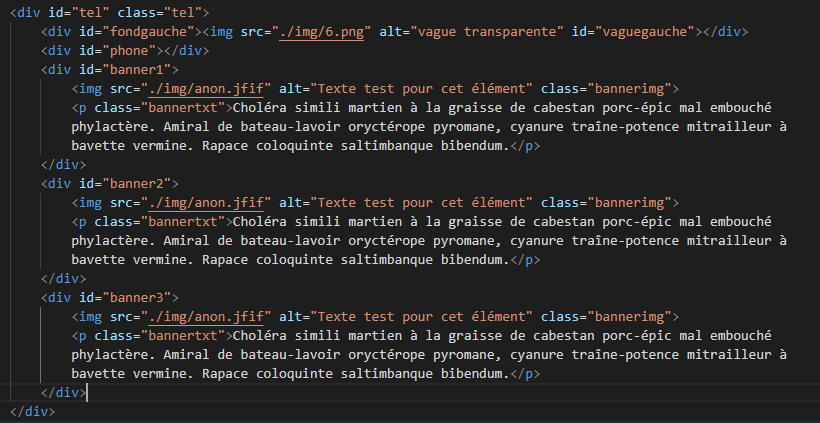 <div id="tel" class="tel">
<div id="fondgauche"><img src="./img/6.png" alt="vague transparente" id="vaguegauche"></div>
<div id="phone"></div>
<div id="banner1">
<img src="./img/anon.jfif" alt="Texte test pour cet élément" class="bannerimg">
<p class="bannertxt">Choléra simili martien à la graisse de cabestan porc-épic mal embouché
phylactère. Amiral de bateau-lavoir oryctérope pyromane, cyanure traîne-potence mitrailleur à
bavette vermine. Rapace coloquinte saltimbanque bibendum.</p>
</div>
<div id="banner2">
<img src="./img/anon.jfif" alt="Texte test pour cet élément" class="bannerimg">
<p class="bannertxt">Choléra simili martien à la graisse de cabestan porc-épic mal embouché
phylactère. Amiral de bateau-lavoir oryctérope pyromane, cyanure traîne-potence mitrailleur à
bavette vermine. Rapace coloquinte saltimbanque bibendum.</p>
</div>
<div id="banner3">
<img src="./img/anon.jfif" alt="Texte test pour cet élément" class="bannerimg">
<p class="bannertxt">Choléra simili martien à la graisse de cabestan porc-épic mal embouché
phylactère. Amiral de bateau-lavoir oryctérope pyromane, cyanure traîne-potence mitrailleur à
bavette vermine. Rapace coloquinte saltimbanque bibendum.</p>
</div>
</div>